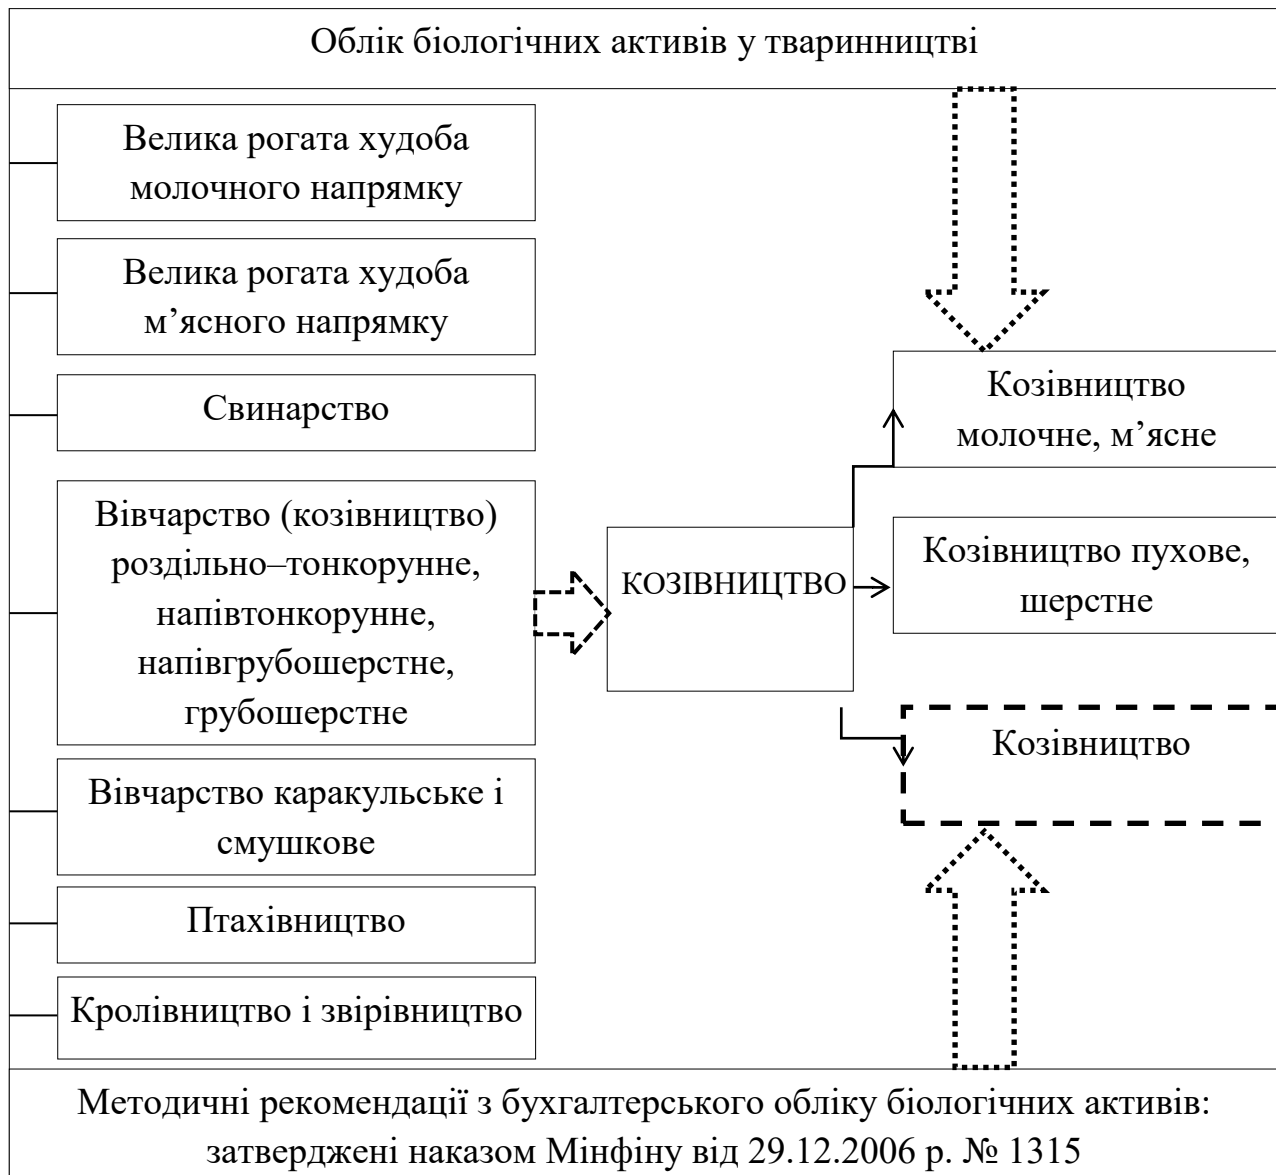 Облік біологічних активів у тваринництві
Велика рогата худоба
молочного напрямку
Велика рогата худоба
м’ясного напрямку
Свинарство
Вівчарство (козівництво)
роздільно–тонкорунне,
напівтонкорунне,
напівгрубошерстне,
грубошерстне
Вівчарство каракульське і
смушкове
Птахівництво
Кролівництво і звірівництво
КОЗІВНИЦТВО
Козівництво
молочне, м’ясне
Козівництво пухове,
шерстне
Козівництво
Методичні рекомендації з бухгалтерського обліку біологічних активів:
затверджені наказом Мінфіну від 29.12.2006 р. № 1315